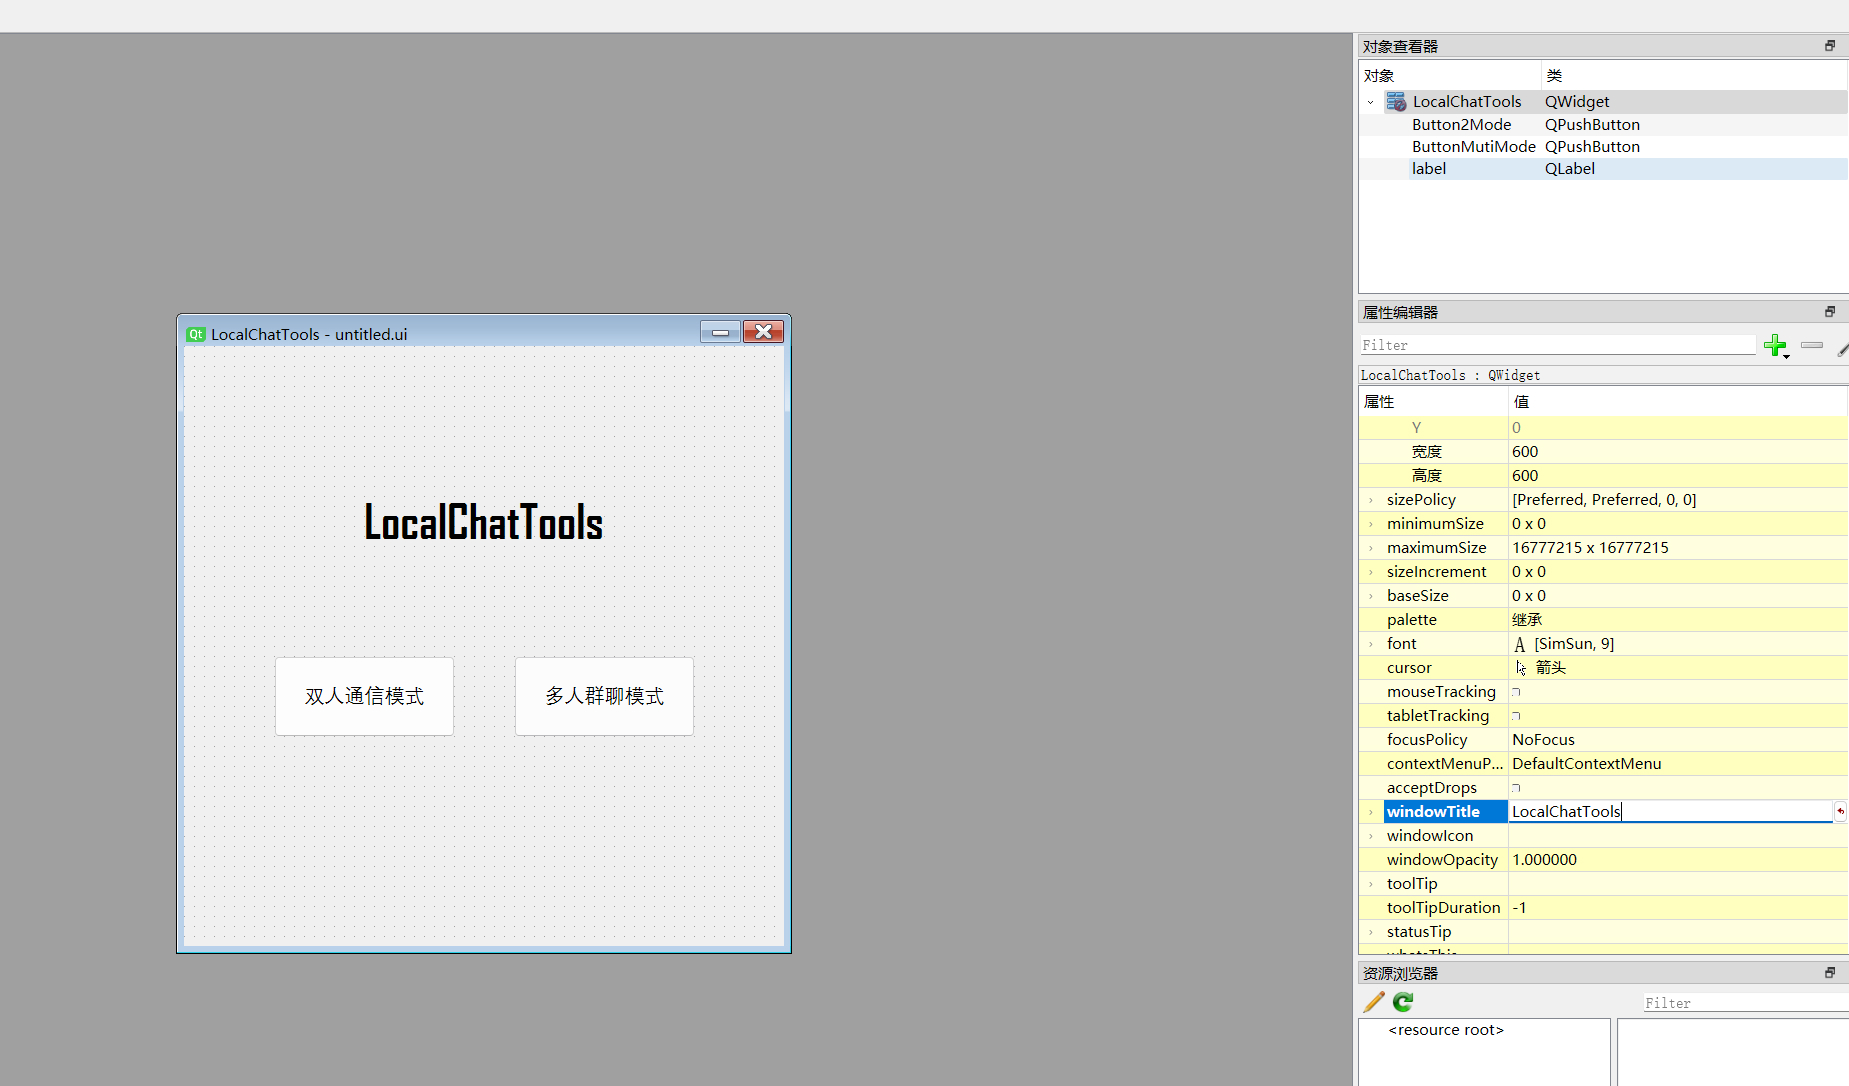 对象查看器
对象 类
LocalChatTools QWidget
Button2Mode QPushButton
ButtonMutiMode QPushButton
label QLabel
LocalChatTools - untitled.ui
LocalChatTools
双人通信模式 多人群聊模式
属性编辑器
Filter
LocalChatTools : QWidget
属性 值
Y 0
宽度 600
高度 600
sizePolicy [Preferred, Preferred, 0, 0]
minimumSize 0 x 0
maximumSize 16777215 x 16777215
sizeIncrement 0 x 0
baseSize 0 x 0
palette 继承
font A [SimSun, 9]
cursor 箭头
mouseTracking
tabletTracking
focusPolicy NoFocus
contextMenuP... DefaultContextMenu
acceptDrops
windowTitle LocalChatTools
windowIcon
windowOpacity 1.000000
toolTip
toolTipDuration -1
statusTip
whatsThis
资源浏览器
Filter
<resource root>